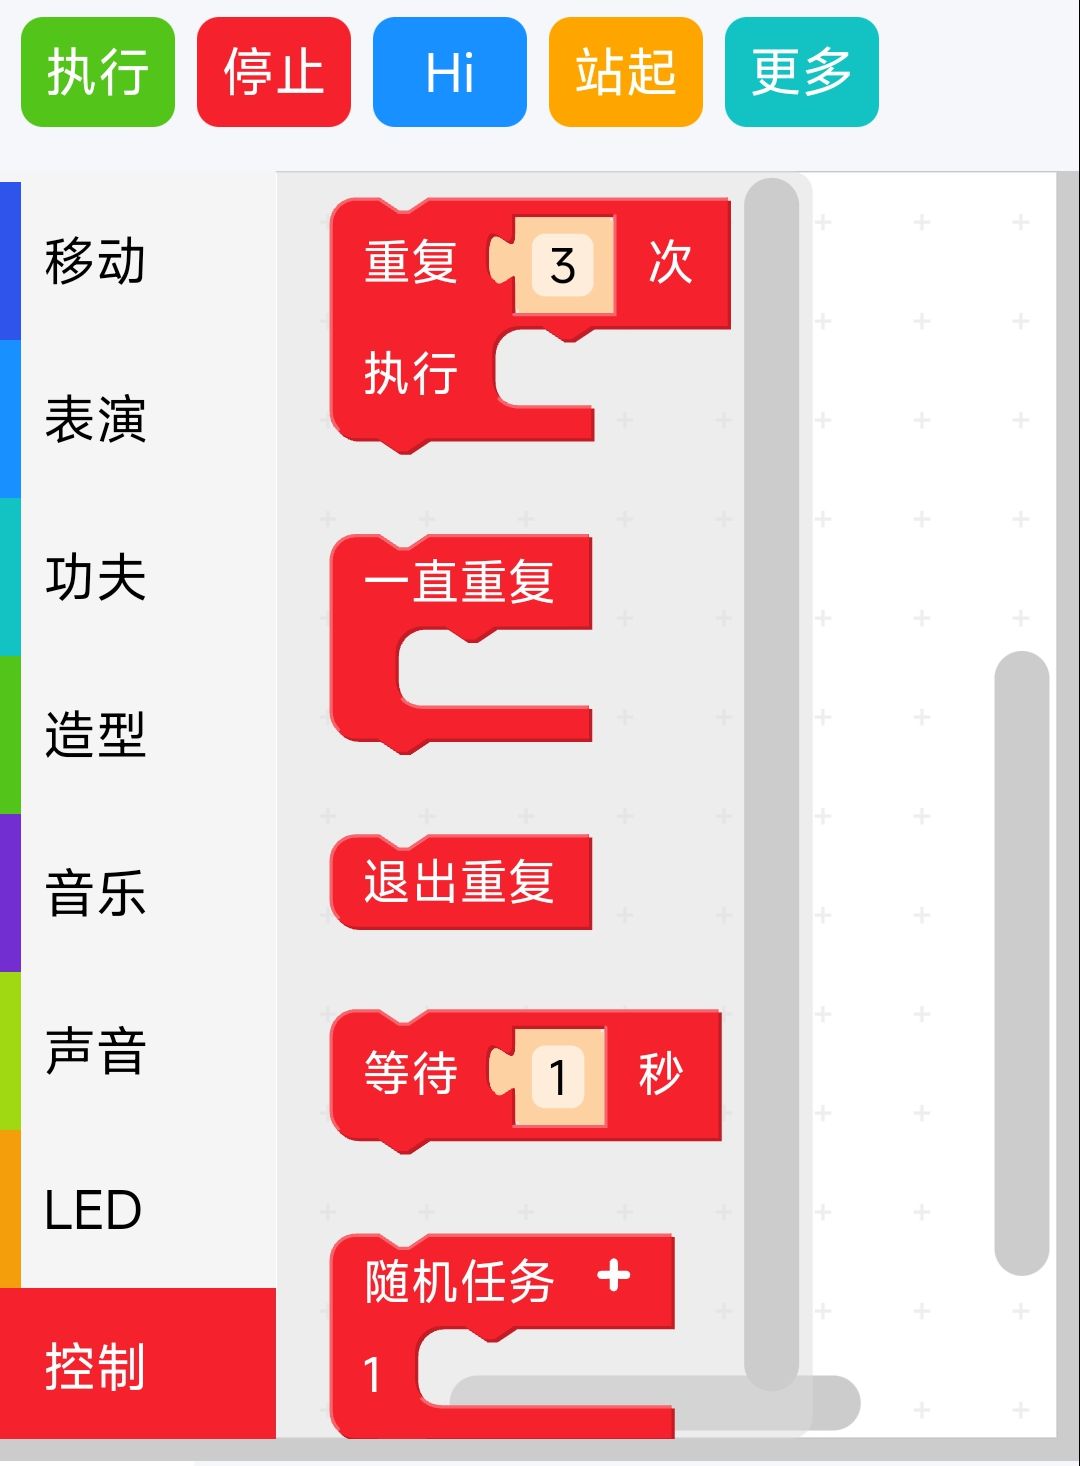 执行 停止 Hi 站起 更多
移动
表演
功夫
造型
音乐
声音
LED
控制
重复 3 次
执行
一直重复
退出重复
等待 1 秒
随机任务 +
1